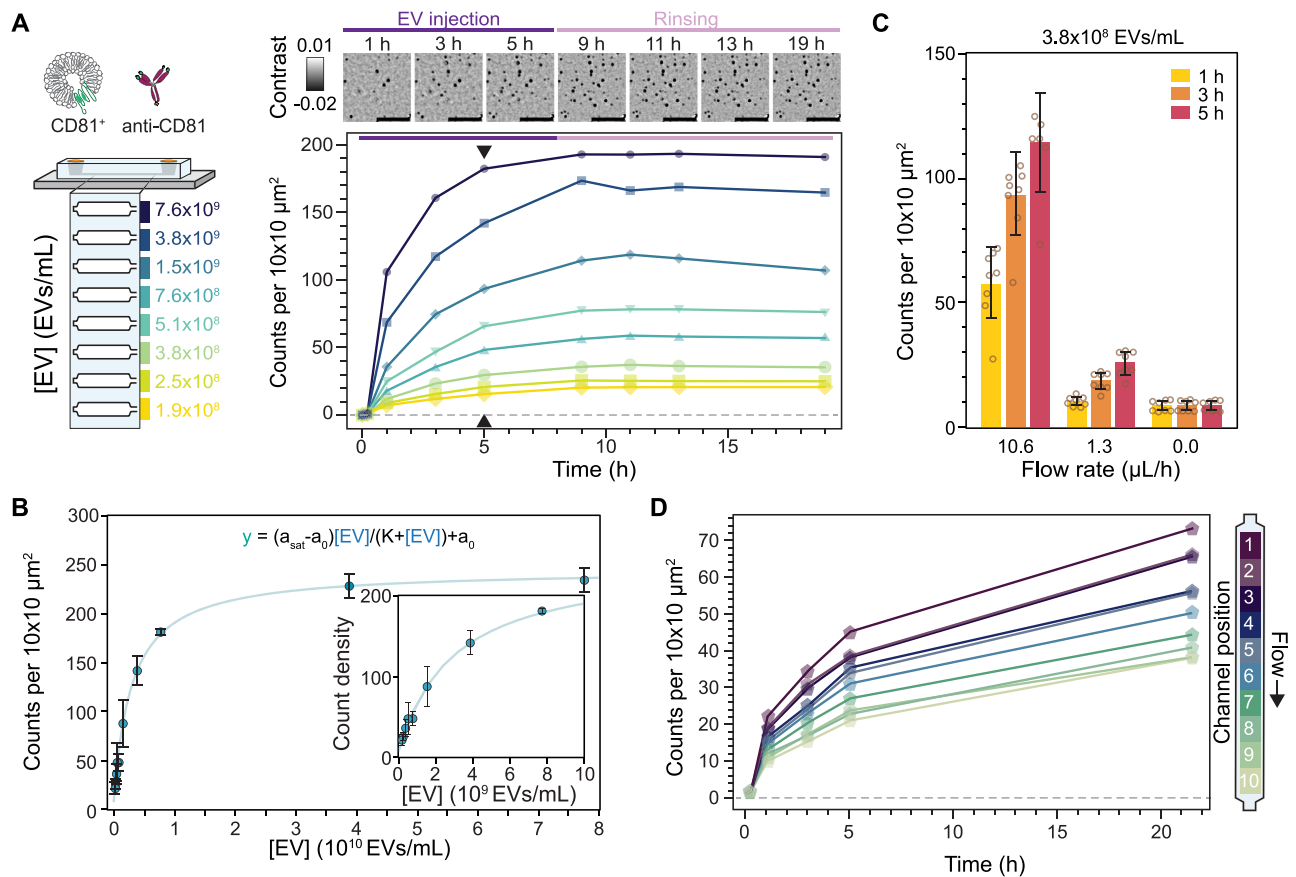 A
EV injection
Rinsing
1 h 3 h 5 h 9 h 11 h 13 h 19 h
0.01
-0.02
Contrast
CD81⁺ anti-CD81
[EV] (EVs/mL)
7.6x10⁹
3.8x10⁹
1.5x10⁹
7.6x10⁸
5.1x10⁸
3.8x10⁸
2.5x10⁸
1.9x10⁸
Counts per 10x10 µm²
200
150
100
50
0
0 5 10 15
Time (h)
C
3.8x10⁸ EVs/mL
1 h
3 h
5 h
Counts per 10x10 µm²
150
100
50
0
10.6 1.3 0.0
Flow rate (µL/h)
B
y = (aₛₐₜ-a₀)[EV]/(K+[EV])+a₀
Counts per 10x10 µm²
300
250
200
150
100
50
0
0 1 2 3 4 5 6 7 8
[EV] (10¹⁰ EVs/mL)
Count density
200
100
0
0 2 4 6 8 10
[EV] (10⁹ EVs/mL)
D
Counts per 10x10 µm²
70
60
50
40
30
20
10
0
0 5 10 15 20
Time (h)
Channel position
1
2
3
4
5
6
7
8
9
10
Flow